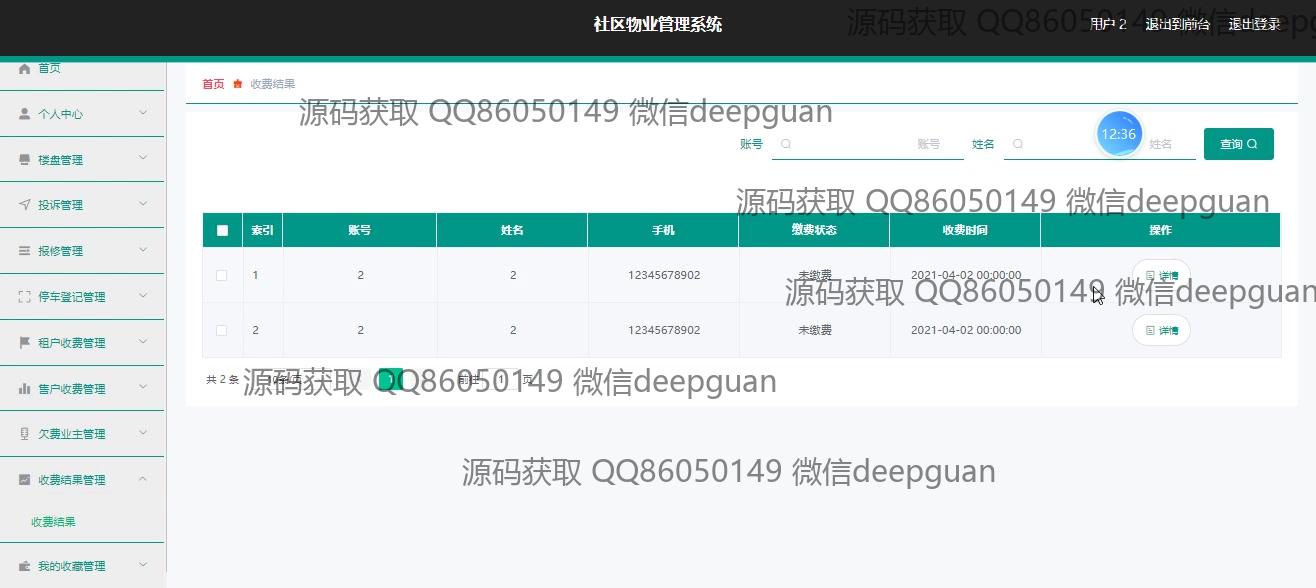 社区物业管理系统
源码获取 QQ86050149 微信deepguan
用户 2 退出到前台 退出登录
首页
个人中心
楼盘管理
投诉管理
报修管理
停车登记管理
租户收费管理
售户收费管理
欠费业主管理
收费结果管理
收费结果
我的收藏管理
首页 收费结果
源码获取 QQ86050149 微信deepguan
账号 账号 姓名 姓名 查询
12:36
源码获取 QQ86050149 微信deepguan
索引 账号 姓名 手机 缴费状态 收费时间 操作
1 2 2 12345678902 未缴费 2021-04-02 00:00:00 详情
源码获取 QQ86050149 微信deepguan
2 2 2 12345678902 未缴费 2021-04-02 00:00:00 详情
共 2 条 10条/页 1 前往 1 页
源码获取 QQ86050149 微信deepguan
源码获取 QQ86050149 微信deepguan